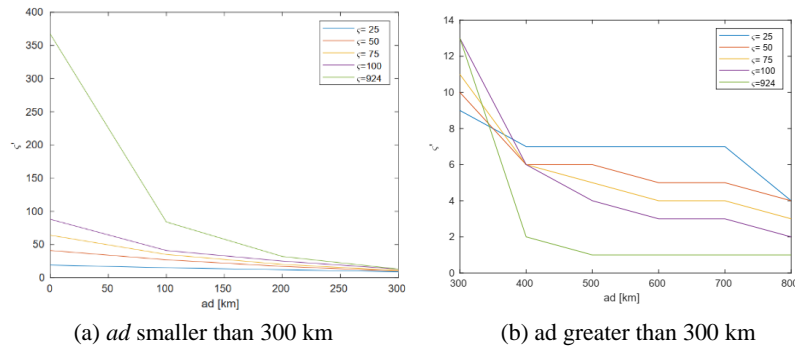 400
350
300
250
200
150
100
50
0
ς'
0 50 100 150 200 250 300
ad [km]
ς= 25
ς= 50
ς= 75
ς=100
ς=924
(a) ad smaller than 300 km
14
12
10
8
6
4
2
0
ς'
300 400 500 600 700 800
ad [km]
ς= 25
ς= 50
ς= 75
ς=100
ς=924
(b) ad greater than 300 km